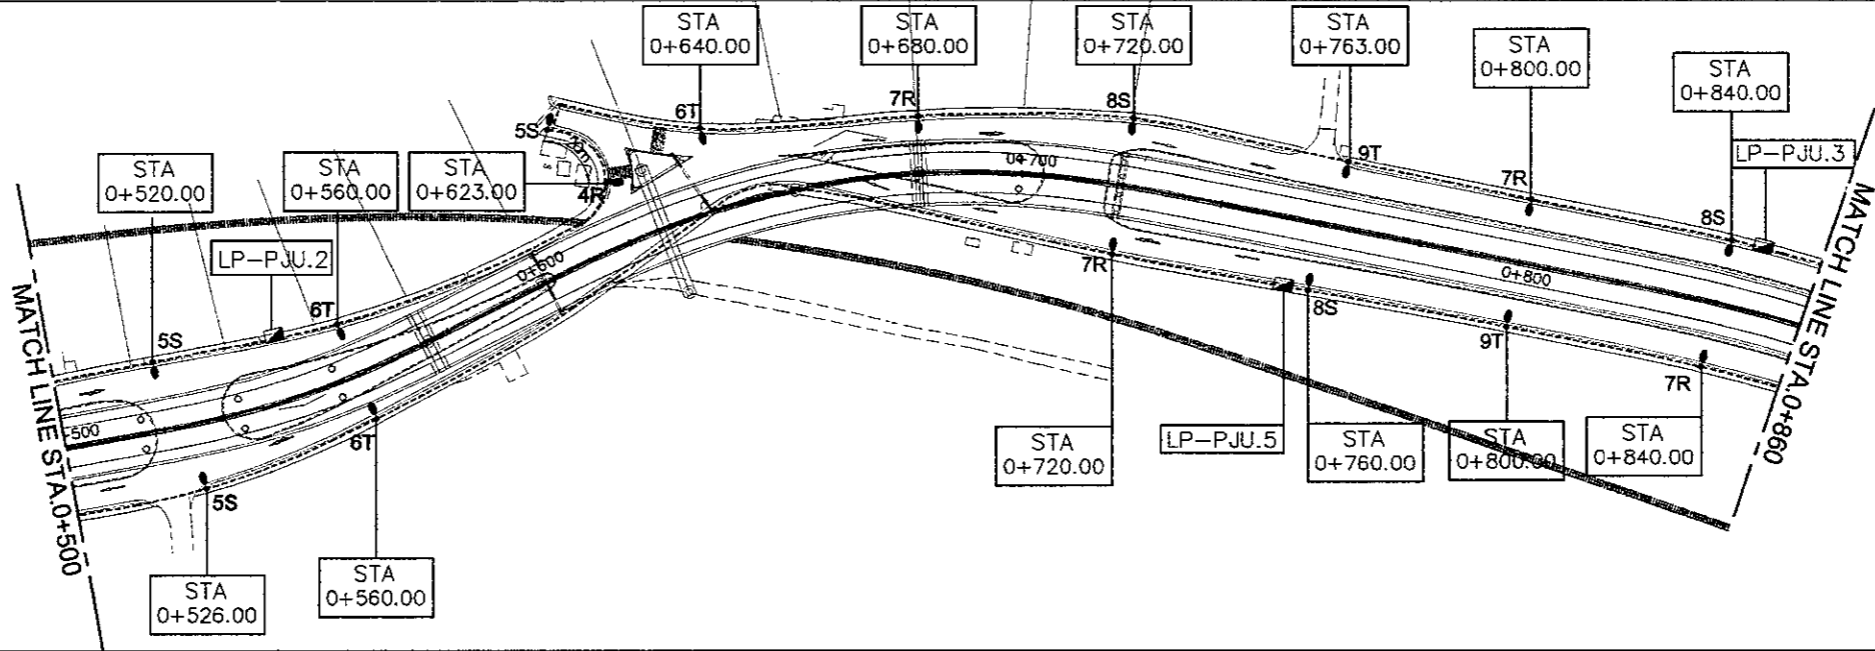 STA
0+640.00
STA
0+680.00
STA
0+720.00
STA
0+763.00
STA
0+800.00
STA
0+840.00
LP-PJU.3
STA
0+520.00
STA
0+560.00
STA
0+623.00
LP-PJU.2
5S
6T
5S
4R
6T
7R
8S
9T
7R
8S
0+600
0+700
0+800
-500
MATCH LINE STA.0+500
MATCH LINE STA.0+860
5S
6T
7R
8S
9T
7R
STA
0+526.00
STA
0+560.00
STA
0+720.00
LP-PJU.5
STA
0+760.00
STA
0+800.00
STA
0+840.00